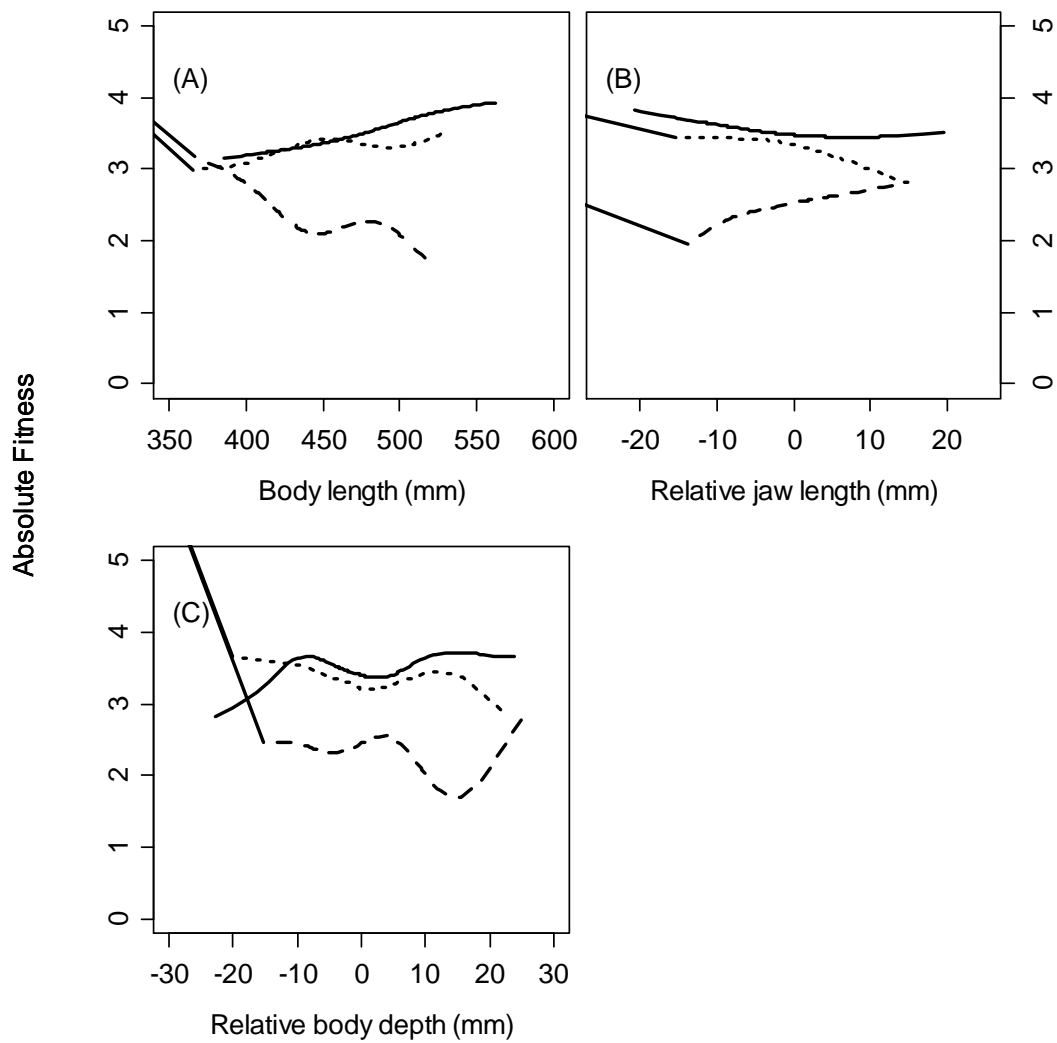 Absolute Fitness
(A)
5
4
3
2
1
0
350 400 450 500 550 600
Body length (mm)
(B)
5
4
3
2
1
0
-20 -10 0 10 20
Relative jaw length (mm)
(C)
5
4
3
2
1
0
-30 -20 -10 0 10 20 30
Relative body depth (mm)